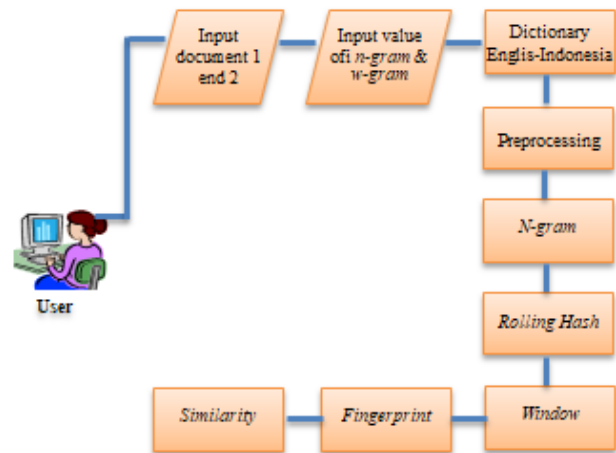 Input
document 1
end 2
Input value
ofi n-gram &
w-gram
Dictionary
Englis-Indonesia
Preprocessing
N-gram
Rolling Hash
Window
Fingerprint
Similarity
User